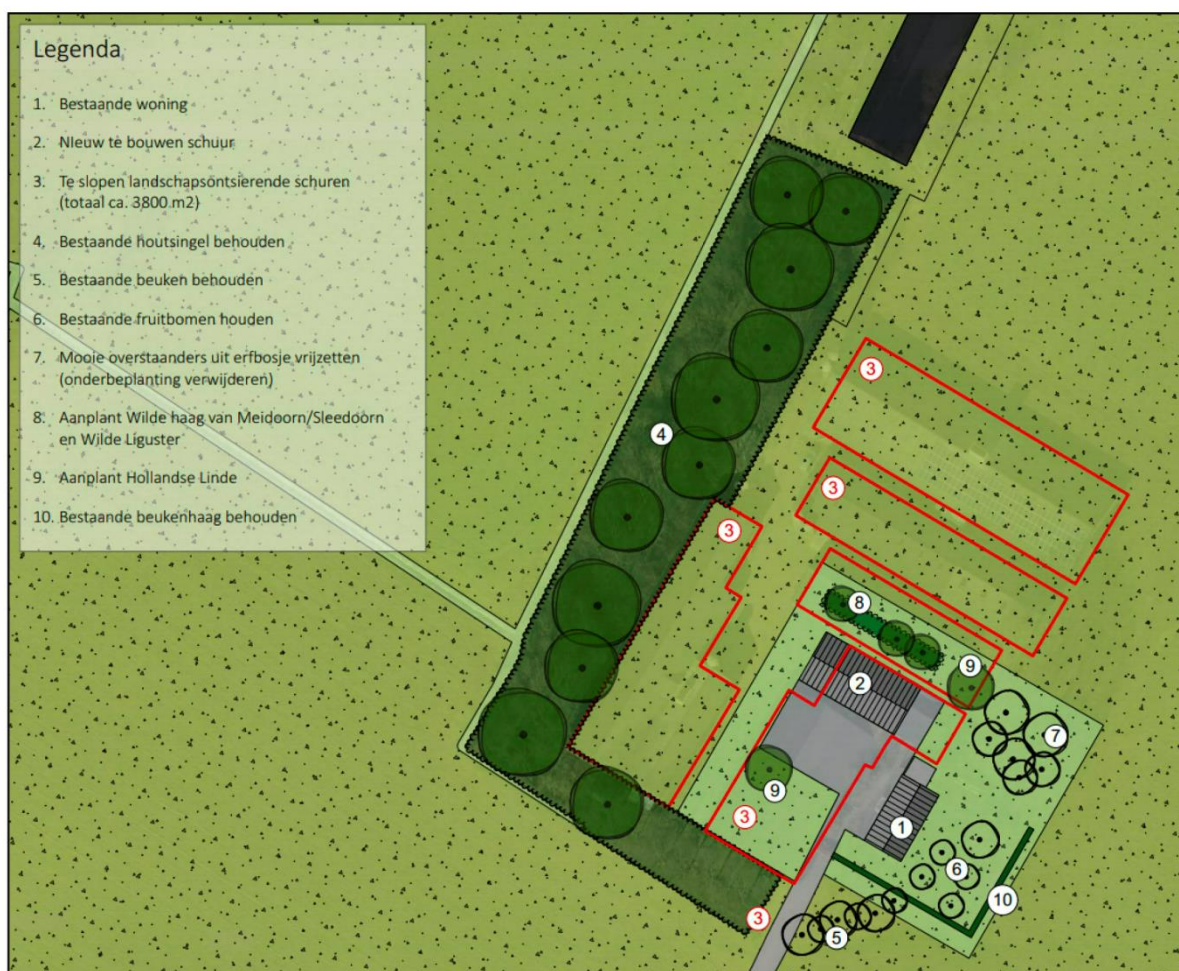 Legenda
1. Bestaande woning
2. NIeuw te bouwen schuur
3. Te slopen landschapsontsierende schuren
(totaal ca. 3800 m2)
4. Bestaande houtsingel behouden
5. Bestaande beuken behouden
6. Bestaande fruitbomen houden
7. Mooie overstaanders uit erfbosje vrijzetten
(onderbeplanting verwijderen)
8. Aanplant Wilde haag van Meidoorn/Sleedoorn
en Wilde Liguster
9. Aanplant Hollandse Linde
10. Bestaande beukenhaag behouden
3
4
3
3
8
9
2
7
9
3
1
6
10
3
5